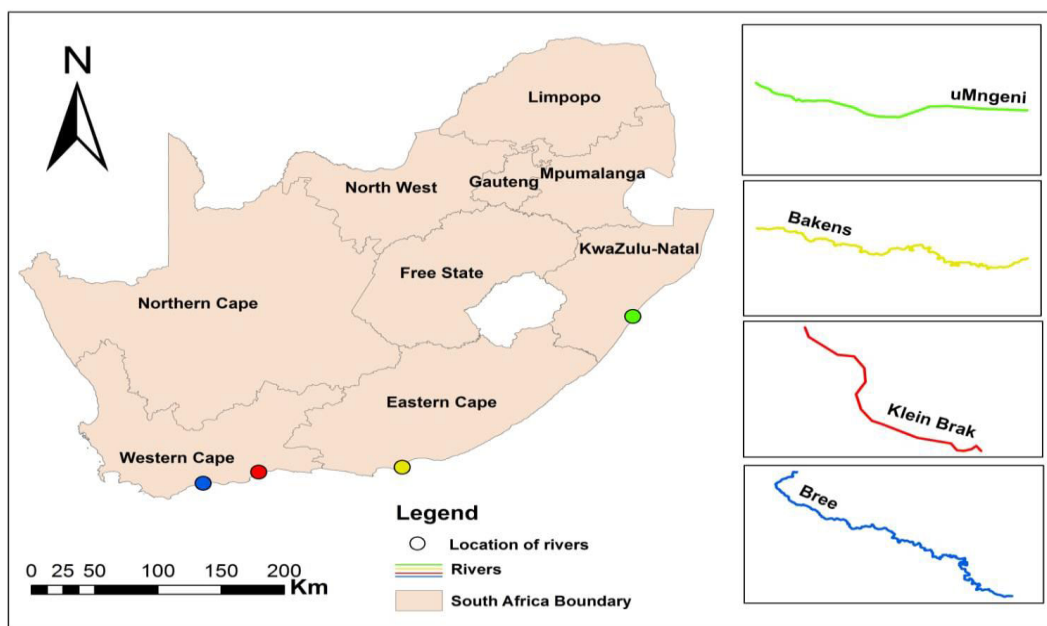 N
Limpopo
North West
Gauteng
Mpumalanga
KwaZulu-Natal
Free State
Northern Cape
Eastern Cape
Western Cape
Legend
Location of rivers
Rivers
South Africa Boundary
0 25 50 100 150 200
Km
uMngeni
Bakens
Klein Brak
Bree